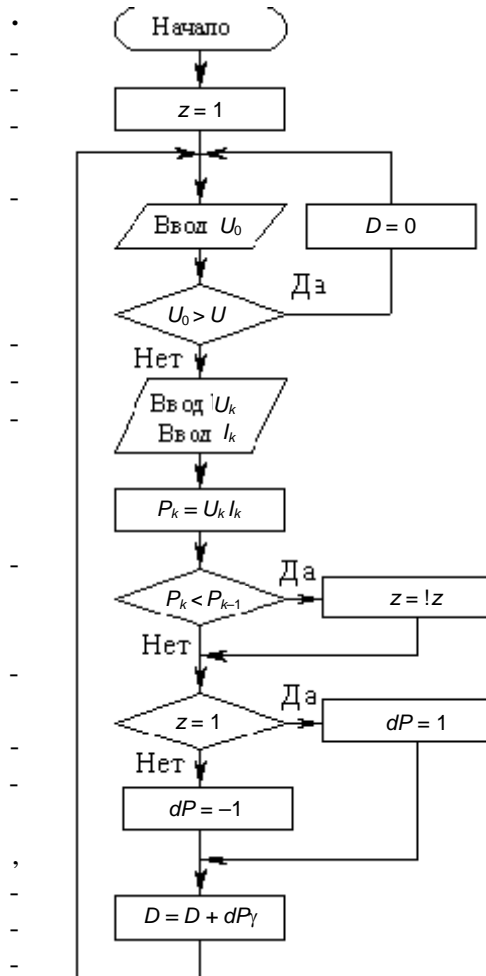 Начало
z = 1
Ввод U₀
D = 0
U₀ > U
Да
Нет
Ввод Uₖ
Ввод Iₖ
Pₖ = Uₖ Iₖ
Pₖ < Pₖ₋₁
Да
z = !z
Нет
z = 1
Да
dP = 1
Нет
dP = –1
D = D + dPγ